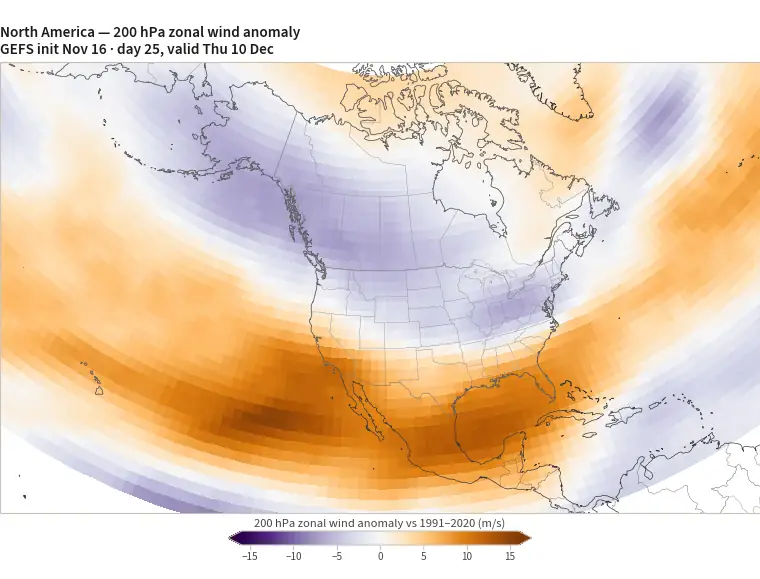 North America — 200 hPa zonal wind anomaly
GEFS init Nov 16 · day 25, valid Thu 10 Dec
200 hPa zonal wind anomaly vs 1991–2020 (m/s)
−15 −10 −5 0 5 10 15